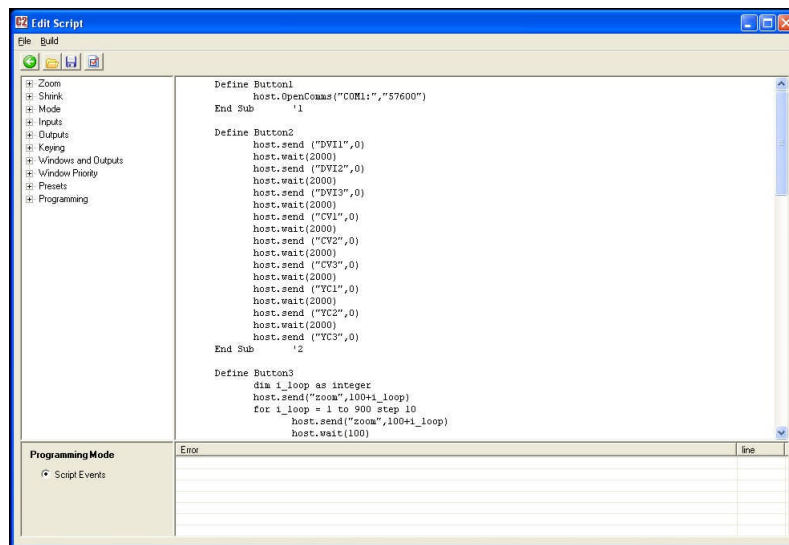 C2 Edit Script
File Build
Zoom
Shrink
Mode
Inputs
Outputs
Keying
Windows and Outputs
Window Priority
Presets
Programming
Define Button1
host.OpenComms("COM1:","57600")
End Sub '1
Define Button2
host.send ("DVI1",0)
host.wait(2000)
host.send ("DVI2",0)
host.wait(2000)
host.send ("DVI3",0)
host.wait(2000)
host.send ("CV1",0)
host.wait(2000)
host.send ("CV2",0)
host.wait(2000)
host.send ("CV3",0)
host.wait(2000)
host.send ("YC1",0)
host.wait(2000)
host.send ("YC2",0)
host.wait(2000)
host.send ("YC3",0)
End Sub '2
Define Button3
dim i_loop as integer
host.send("zoom",100+i_loop)
for i_loop = 1 to 900 step 10
host.send("zoom",100+i_loop)
host.wait(100)
Programming Mode
Script Events
Error line